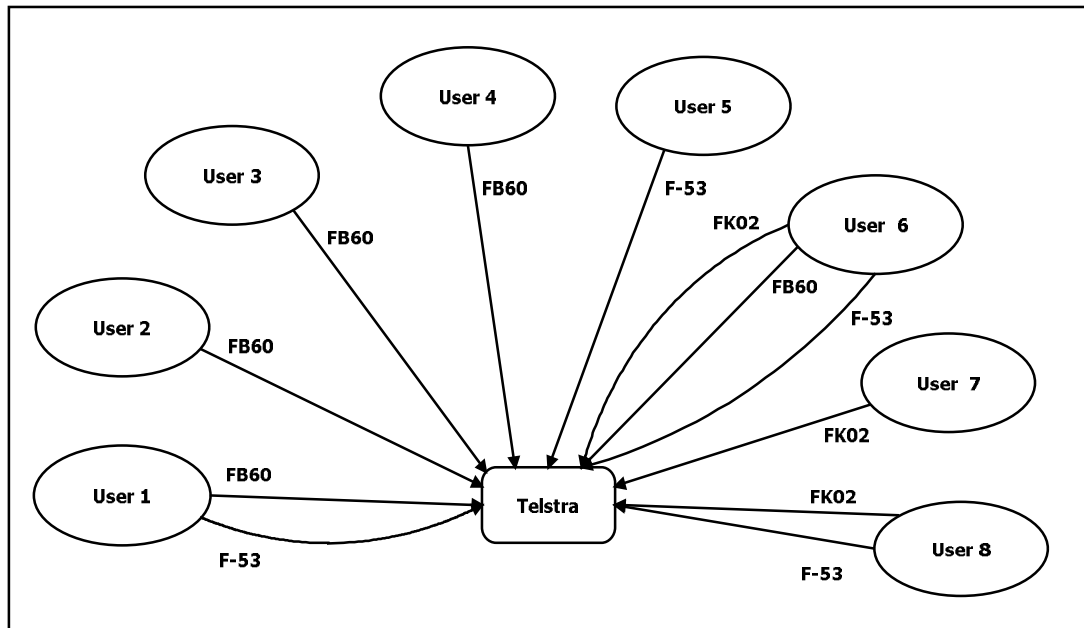 User 4
User 5
User 3
FB60
F-53
User 6
FK02
FB60
FB60
User 2
F-53
FB60
User 7
FK02
User 1
FB60
Telstra
FK02
F-53
User 8
F-53